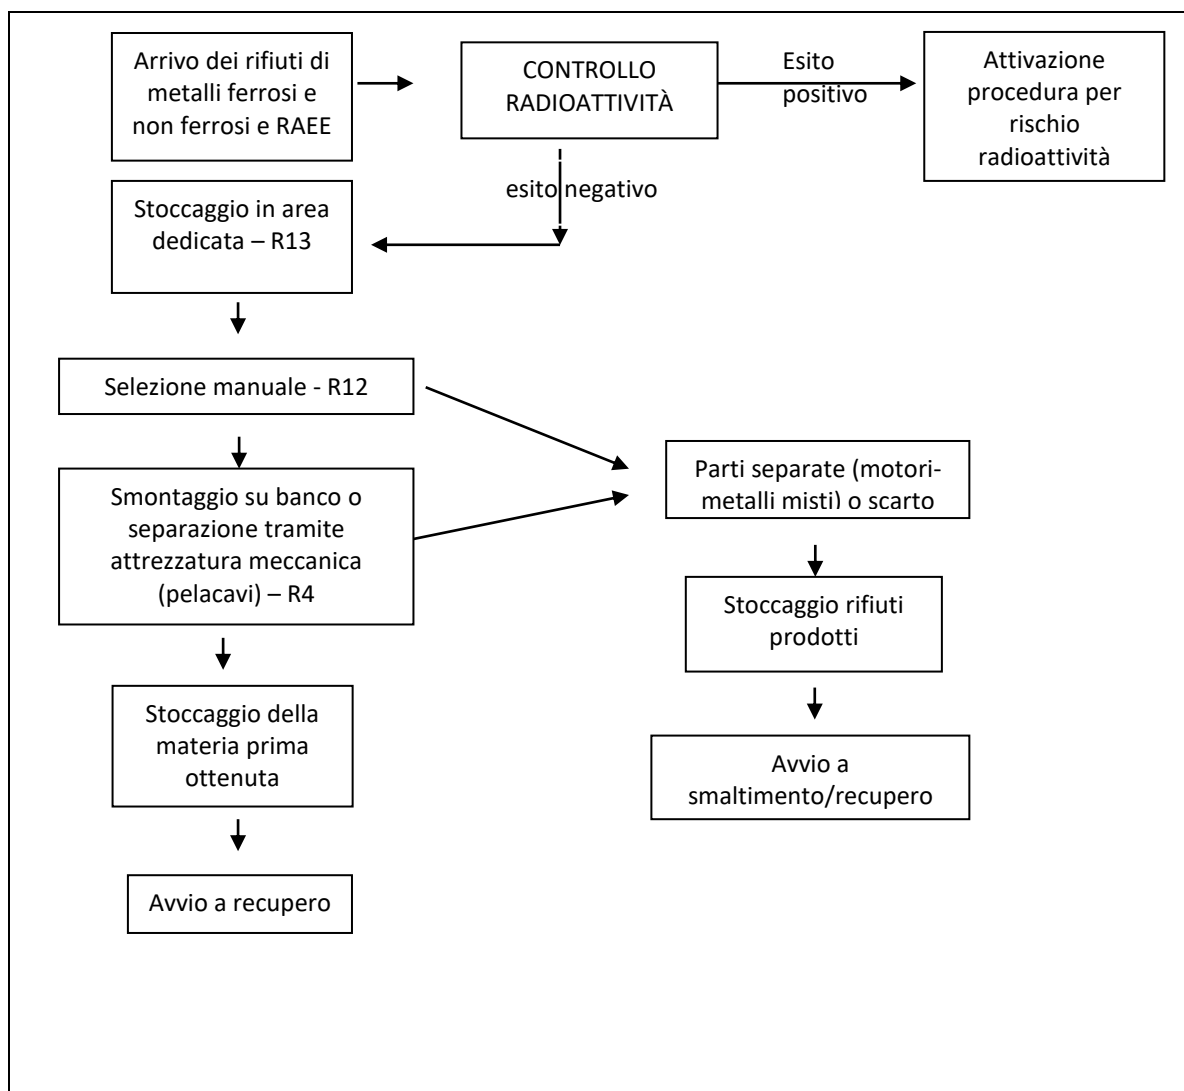 Arrivo dei rifiuti di
metalli ferrosi e
non ferrosi e RAEE
CONTROLLO
RADIOATTIVITÀ
Esito
positivo
Attivazione
procedura per
rischio
radioattività
esito negativo
Stoccaggio in area
dedicata – R13
Selezione manuale - R12
Smontaggio su banco o
separazione tramite
attrezzatura meccanica
(pelacavi) – R4
Parti separate (motori-
metalli misti) o scarto
Stoccaggio rifiuti
prodotti
Stoccaggio della
materia prima
ottenuta
Avvio a
smaltimento/recupero
Avvio a recupero